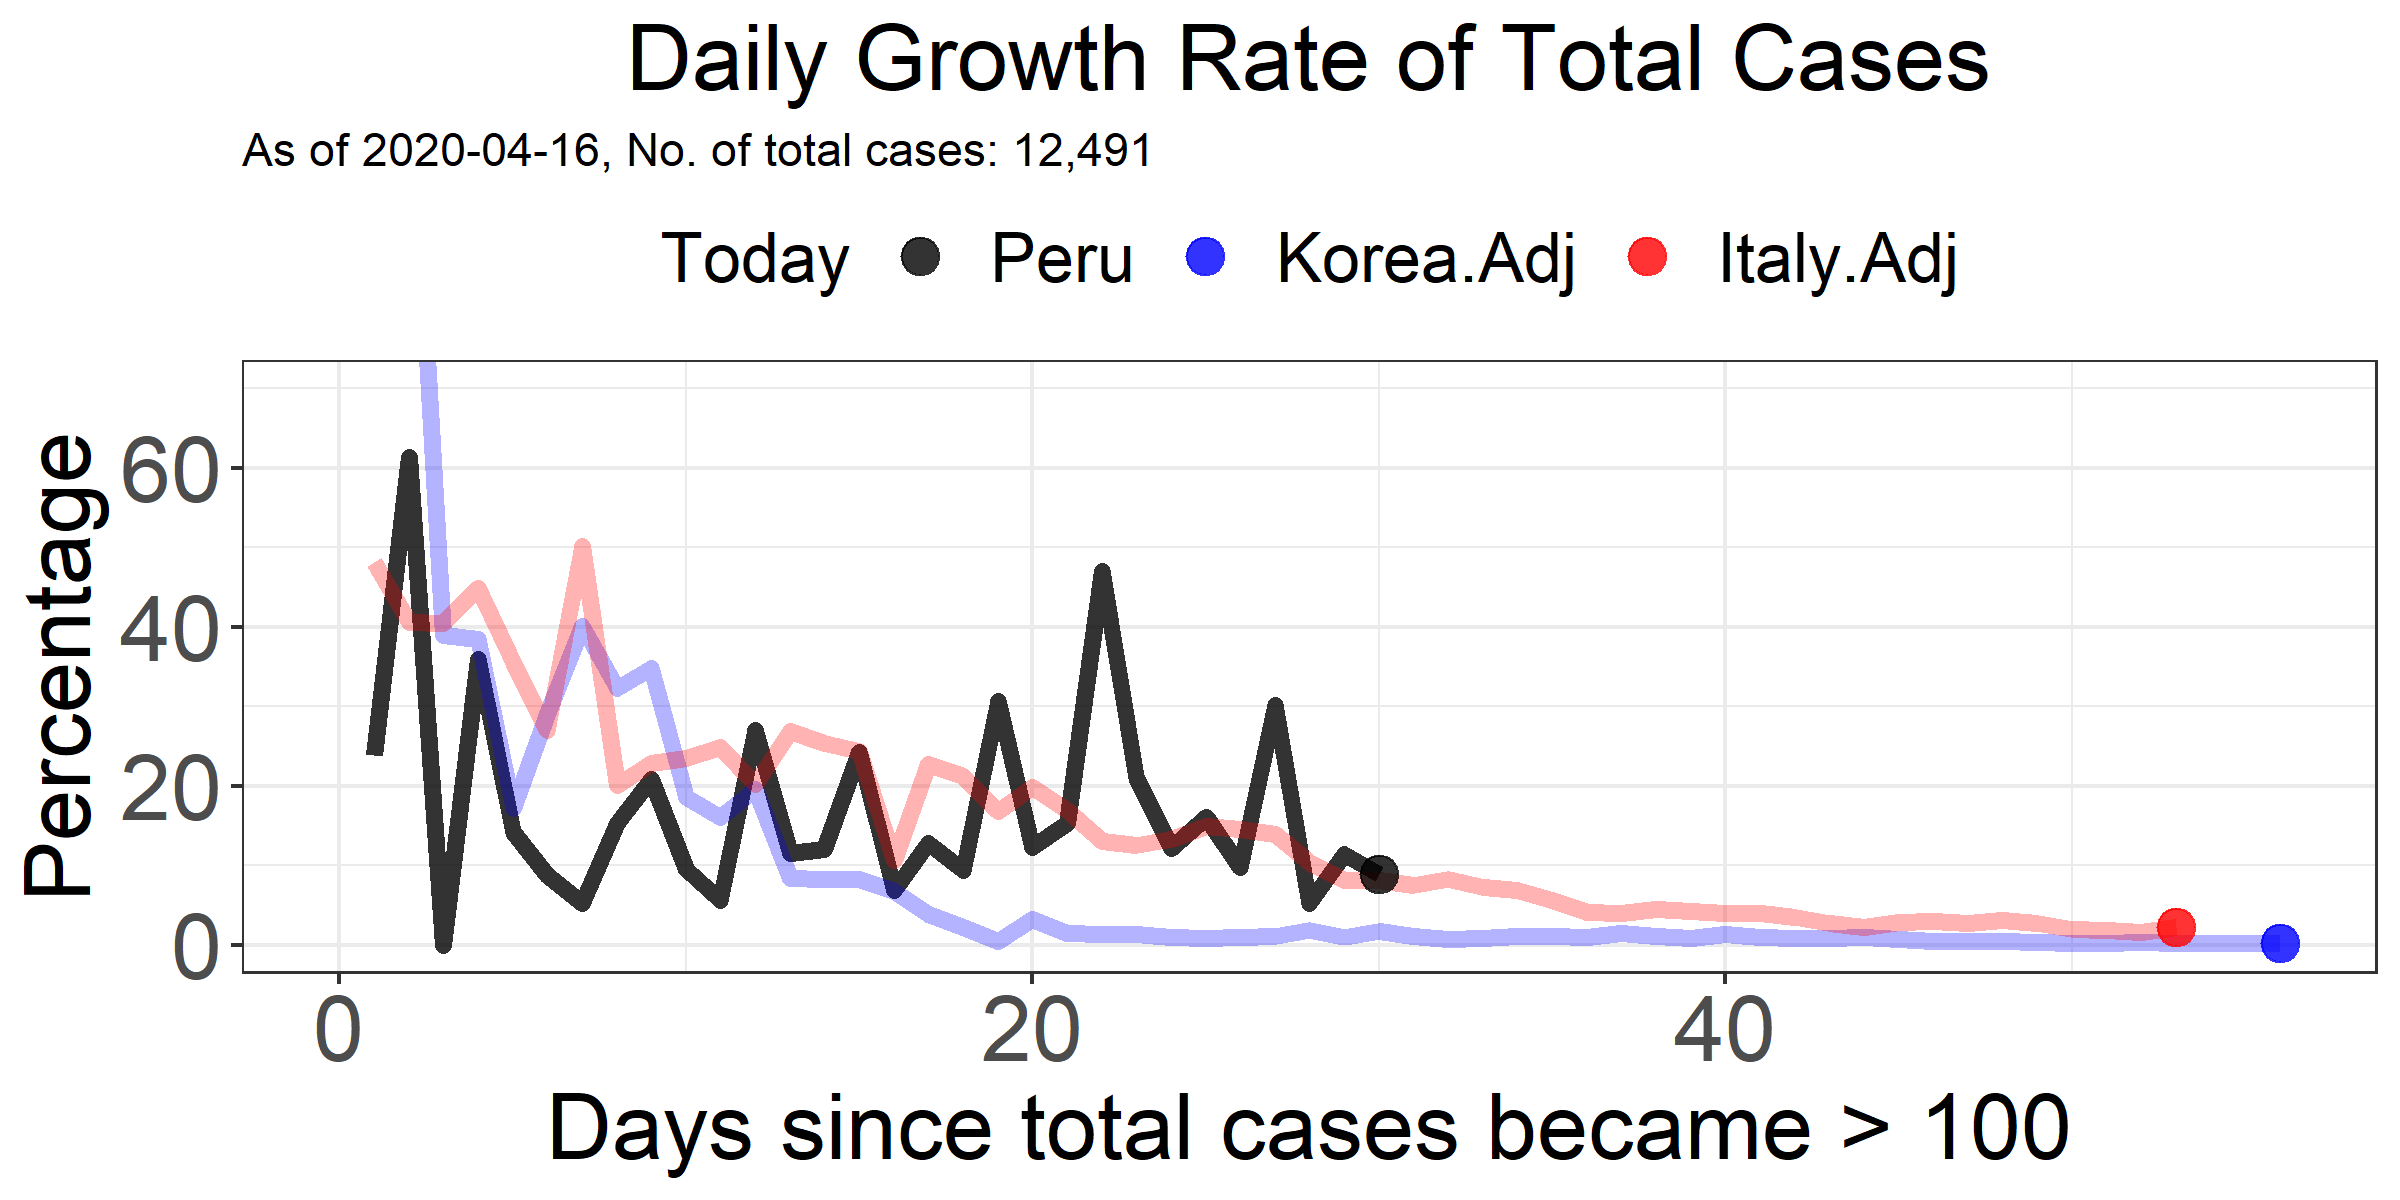 Daily Growth Rate of Total Cases
As of 2020-04-16, No. of total cases: 12,491
Today Peru Korea.Adj Italy.Adj
Percentage
60
40
20
0
0 20 40
Days since total cases became > 100